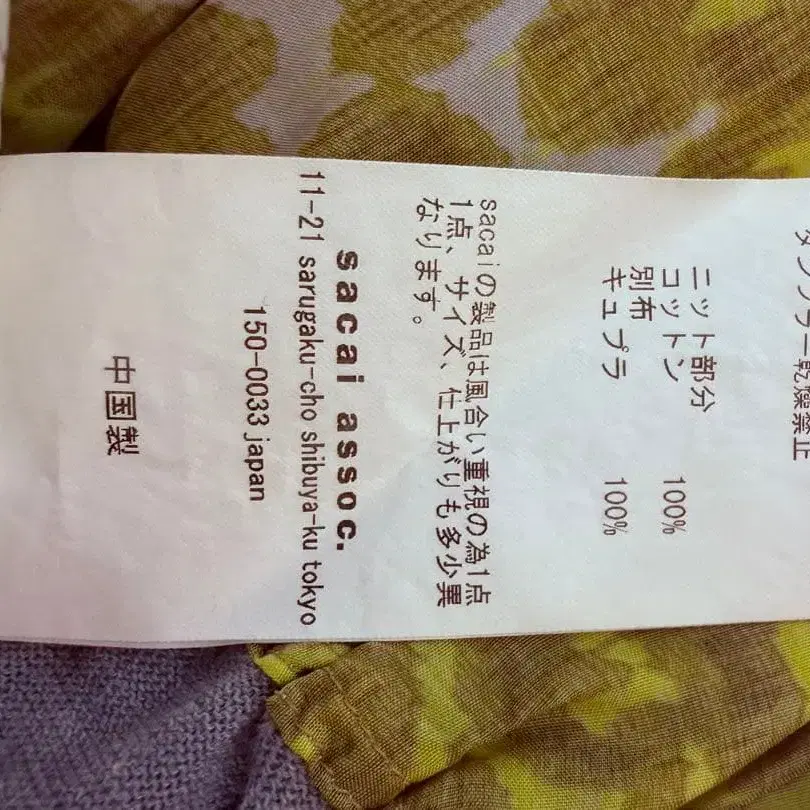 タンブラー乾燥禁止
ニット部分
コットン 100%
別布
キュプラ 100%
sacaiの製品は風合い重視の為1点
1点、サイズ、仕上がりも多少異
なります。
sacai assoc.
11-21 sarugaku-cho shibuya-ku tokyo
150-0033 japan
中国製